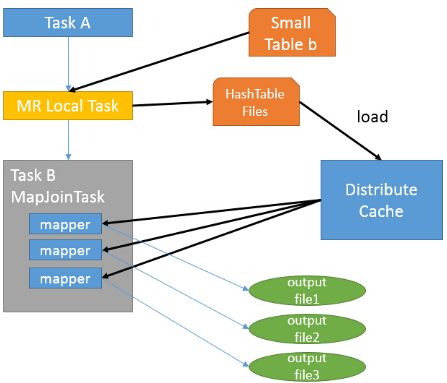 Task A
Small
Table b
MR Local Task
HashTable
Files
load
Task B
MapJoinTask
Distribute
Cache
mapper
mapper
mapper
output
file1
output
file2
output
file3